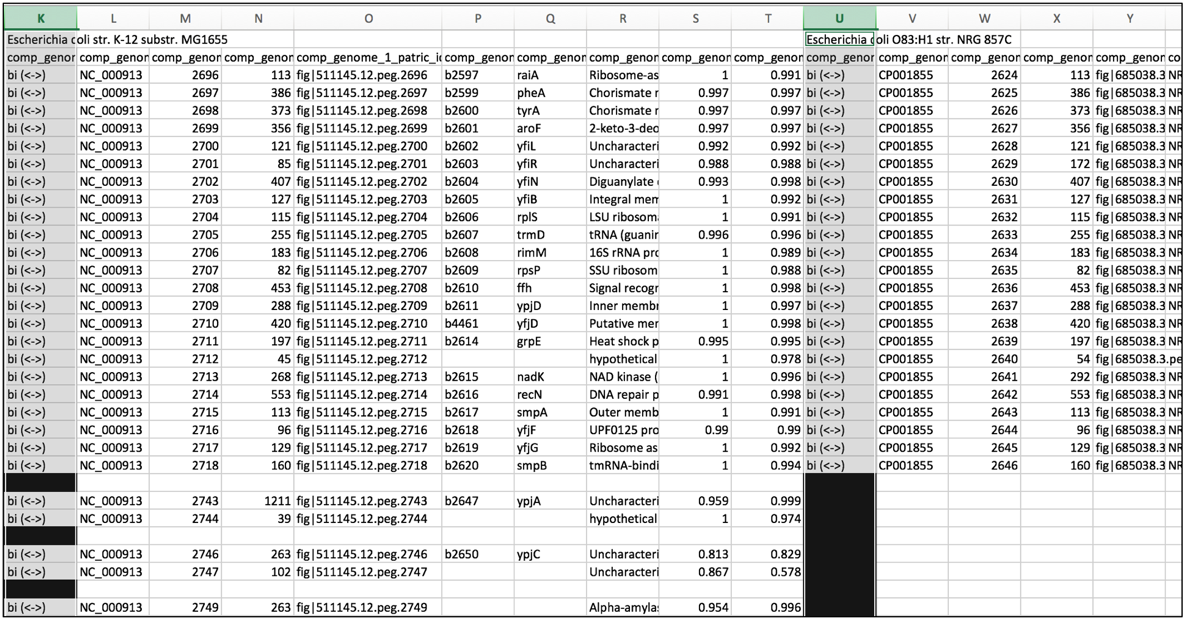 K L M N O P Q R S T U V W X Y
Escherichia coli str. K-12 substr. MG1655 Escherichia coli O83:H1 str. NRG 857C
comp_genor comp_genor comp_genor comp_genor comp_genome_1_patric_ic comp_genor comp_genor comp_genor comp_genor comp_genor comp_genor comp_genor comp_genor comp_genor comp_genor co
bi (<->) NC_000913 2696 113 fig|511145.12.peg.2696 b2597 raiA Ribosome-as 1 0.991 bi (<->) CP001855 2624 113 fig|685038.3 NR
bi (<->) NC_000913 2697 386 fig|511145.12.peg.2697 b2599 pheA Chorismate r 0.997 0.997 bi (<->) CP001855 2625 386 fig|685038.3 NR
bi (<->) NC_000913 2698 373 fig|511145.12.peg.2698 b2600 tyrA Chorismate r 0.997 0.997 bi (<->) CP001855 2626 373 fig|685038.3 NR
bi (<->) NC_000913 2699 356 fig|511145.12.peg.2699 b2601 aroF 2-keto-3-deo 0.997 0.997 bi (<->) CP001855 2627 356 fig|685038.3 NR
bi (<->) NC_000913 2700 121 fig|511145.12.peg.2700 b2602 yfiL Uncharacteri 0.992 0.992 bi (<->) CP001855 2628 121 fig|685038.3 NR
bi (<->) NC_000913 2701 85 fig|511145.12.peg.2701 b2603 yfiR Uncharacteri 0.988 0.988 bi (<->) CP001855 2629 172 fig|685038.3 NR
bi (<->) NC_000913 2702 407 fig|511145.12.peg.2702 b2604 yfiN Diguanylate 0.993 0.998 bi (<->) CP001855 2630 407 fig|685038.3 NR
bi (<->) NC_000913 2703 127 fig|511145.12.peg.2703 b2605 yfiB Integral mem 1 0.992 bi (<->) CP001855 2631 127 fig|685038.3 NR
bi (<->) NC_000913 2704 115 fig|511145.12.peg.2704 b2606 rplS LSU ribosom 1 0.991 bi (<->) CP001855 2632 115 fig|685038.3 NR
bi (<->) NC_000913 2705 255 fig|511145.12.peg.2705 b2607 trmD tRNA (guanin 0.996 0.996 bi (<->) CP001855 2633 255 fig|685038.3 NR
bi (<->) NC_000913 2706 183 fig|511145.12.peg.2706 b2608 rimM 16S rRNA prc 1 0.989 bi (<->) CP001855 2634 183 fig|685038.3 NR
bi (<->) NC_000913 2707 82 fig|511145.12.peg.2707 b2609 rpsP SSU ribosom 1 0.988 bi (<->) CP001855 2635 82 fig|685038.3 NR
bi (<->) NC_000913 2708 453 fig|511145.12.peg.2708 b2610 ffh Signal recogr 1 0.998 bi (<->) CP001855 2636 453 fig|685038.3 NR
bi (<->) NC_000913 2709 288 fig|511145.12.peg.2709 b2611 ypjD Inner membr 1 0.997 bi (<->) CP001855 2637 288 fig|685038.3 NR
bi (<->) NC_000913 2710 420 fig|511145.12.peg.2710 b4461 yfjD Putative mer 1 0.998 bi (<->) CP001855 2638 420 fig|685038.3 NR
bi (<->) NC_000913 2711 197 fig|511145.12.peg.2711 b2614 grpE Heat shock p 0.995 0.995 bi (<->) CP001855 2639 197 fig|685038.3 NR
bi (<->) NC_000913 2712 45 fig|511145.12.peg.2712 hypothetical 1 0.978 bi (<->) CP001855 2640 54 fig|685038.3.pe
bi (<->) NC_000913 2713 268 fig|511145.12.peg.2713 b2615 nadK NAD kinase ( 1 0.996 bi (<->) CP001855 2641 292 fig|685038.3 NR
bi (<->) NC_000913 2714 553 fig|511145.12.peg.2714 b2616 recN DNA repair p 0.991 0.998 bi (<->) CP001855 2642 553 fig|685038.3 NR
bi (<->) NC_000913 2715 113 fig|511145.12.peg.2715 b2617 smpA Outer memb 1 0.991 bi (<->) CP001855 2643 113 fig|685038.3 NR
bi (<->) NC_000913 2716 96 fig|511145.12.peg.2716 b2618 yfjF UPF0125 pro 0.99 0.99 bi (<->) CP001855 2644 96 fig|685038.3 NR
bi (<->) NC_000913 2717 129 fig|511145.12.peg.2717 b2619 yfjG Ribosome as 1 0.992 bi (<->) CP001855 2645 129 fig|685038.3 NR
bi (<->) NC_000913 2718 160 fig|511145.12.peg.2718 b2620 smpB tmRNA-bindi 1 0.994 bi (<->) CP001855 2646 160 fig|685038.3 NR
bi (<->) NC_000913 2743 1211 fig|511145.12.peg.2743 b2647 ypjA Uncharacteri 0.959 0.999
bi (<->) NC_000913 2744 39 fig|511145.12.peg.2744 hypothetical 1 0.974
bi (<->) NC_000913 2746 263 fig|511145.12.peg.2746 b2650 ypjC Uncharacteri 0.813 0.829
bi (<->) NC_000913 2747 102 fig|511145.12.peg.2747 Uncharacteri 0.867 0.578
bi (<->) NC_000913 2749 263 fig|511145.12.peg.2749 Alpha-amylas 0.954 0.996